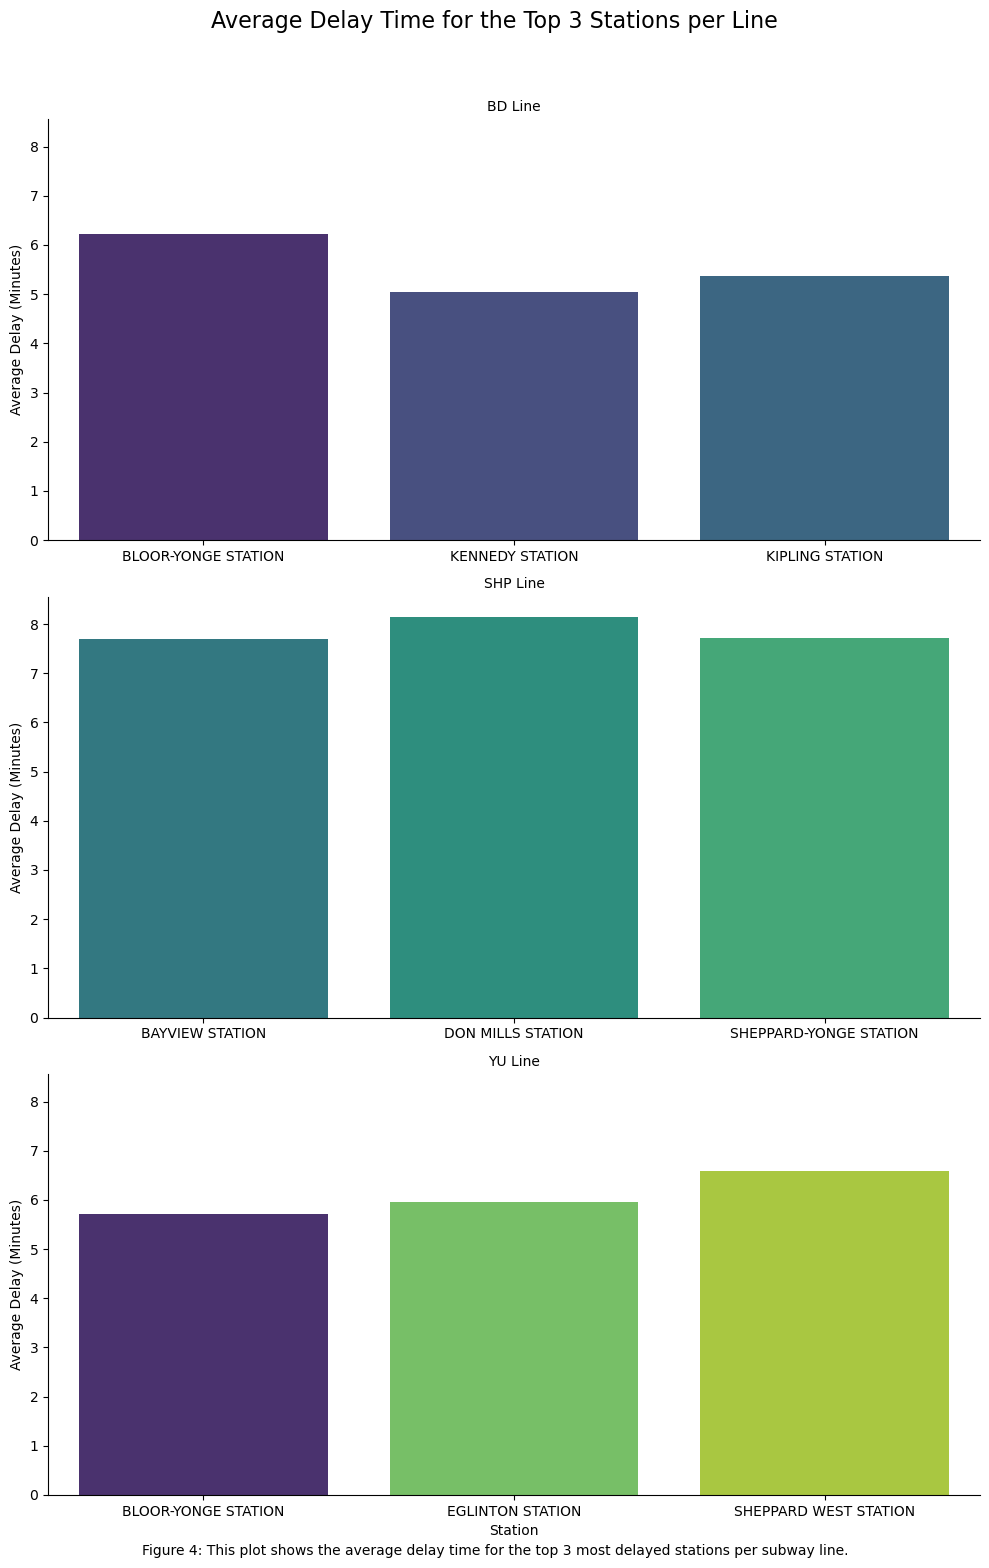 Average Delay Time for the Top 3 Stations per Line
BD Line
8
7
6
5
4
3
2
1
0
Average Delay (Minutes)
BLOOR-YONGE STATION
KENNEDY STATION
KIPLING STATION
SHP Line
8
7
6
5
4
3
2
1
0
Average Delay (Minutes)
BAYVIEW STATION
DON MILLS STATION
SHEPPARD-YONGE STATION
YU Line
8
7
6
5
4
3
2
1
0
Average Delay (Minutes)
BLOOR-YONGE STATION
EGLINTON STATION
SHEPPARD WEST STATION
Station
Figure 4: This plot shows the average delay time for the top 3 most delayed stations per subway line.